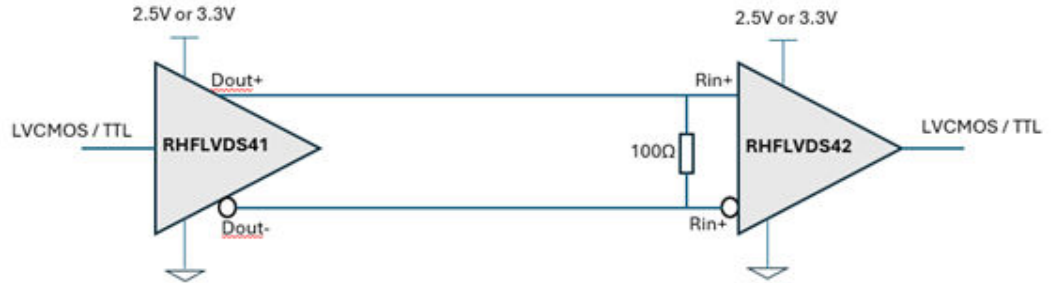 2.5V or 3.3V
2.5V or 3.3V
Dout+
Rin+
LVCMOS / TTL
RHFLVDS41
100Ω
RHFLVDS42
LVCMOS / TTL
Dout-
Rin+